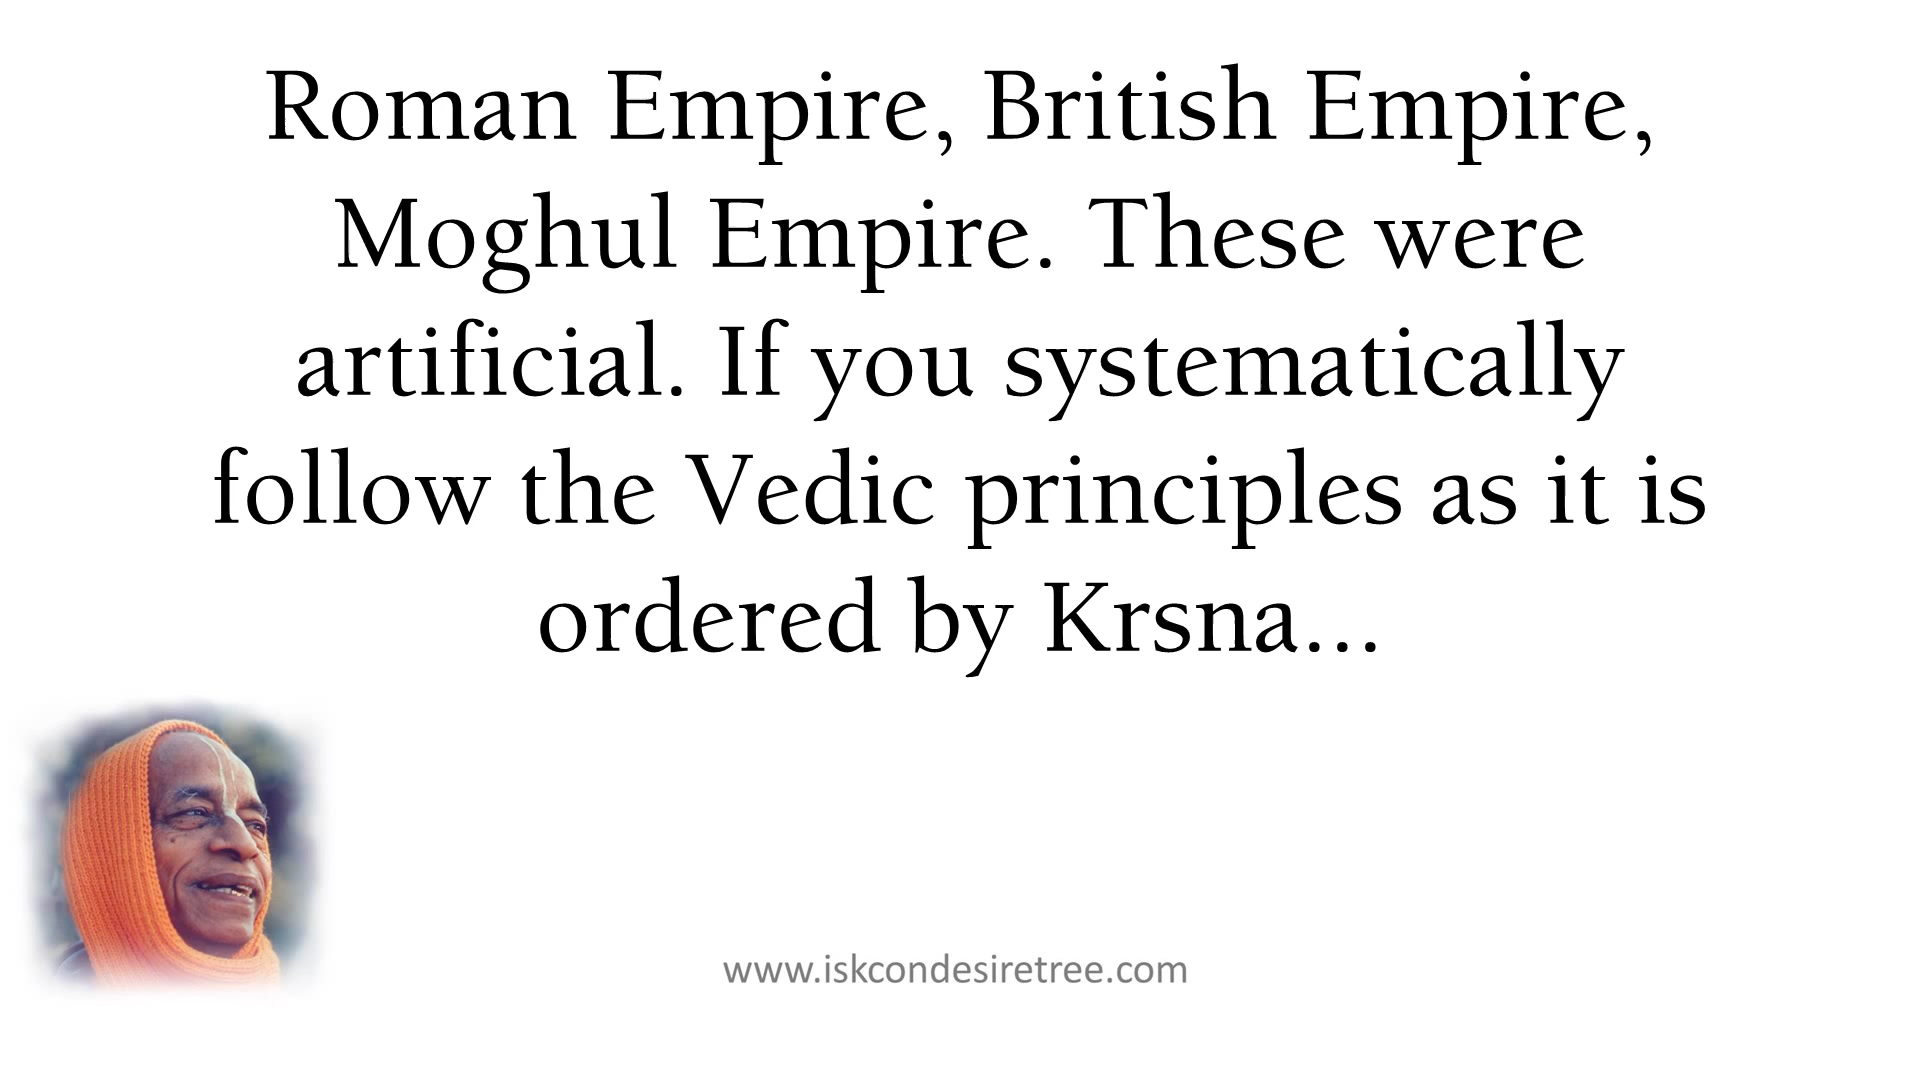 Roman Empire, British Empire,
Moghul Empire. These were
artificial. If you systematically
follow the Vedic principles as it is
ordered by Krsna...
www.iskcondesiretree.com